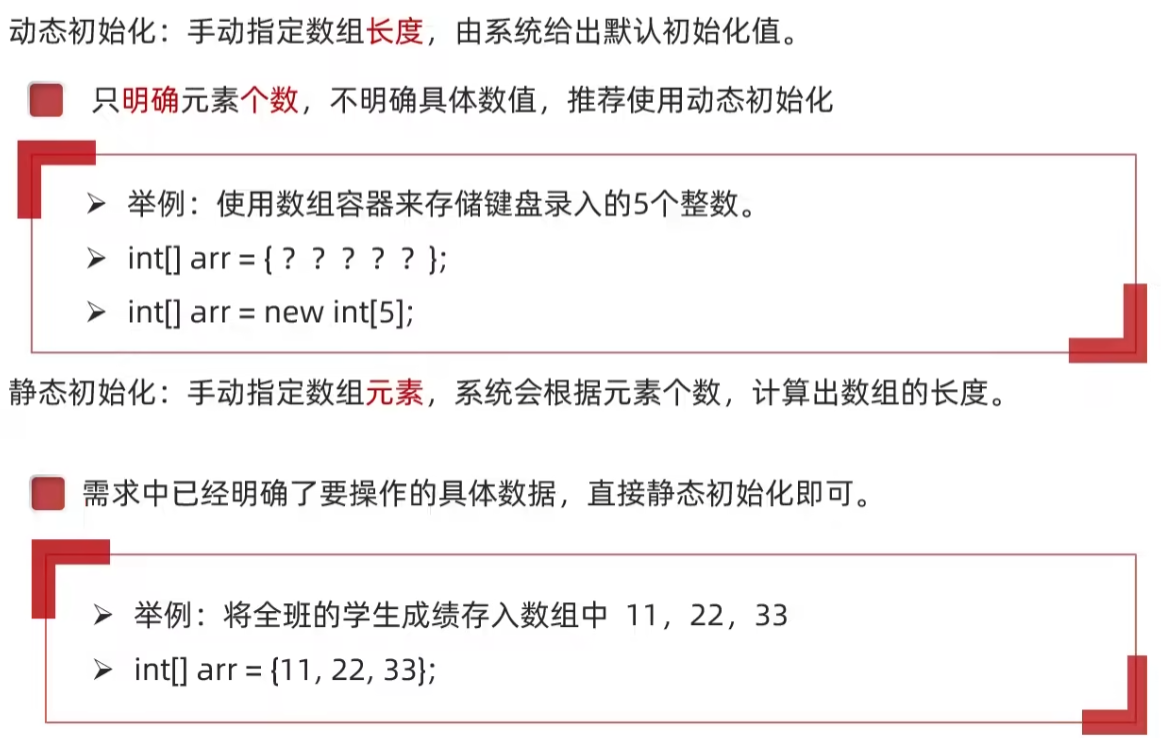 动态初始化：手动指定数组长度，由系统给出默认初始化值。
只明确元素个数，不明确具体数值，推荐使用动态初始化
举例：使用数组容器来存储键盘录入的5个整数。
int[] arr = { ？ ？ ？ ？ ？ };
int[] arr = new int[5];
静态初始化：手动指定数组元素，系统会根据元素个数，计算出数组的长度。
需求中已经明确了要操作的具体数据，直接静态初始化即可。
举例：将全班的学生成绩存入数组中 11，22，33
int[] arr = {11, 22, 33};